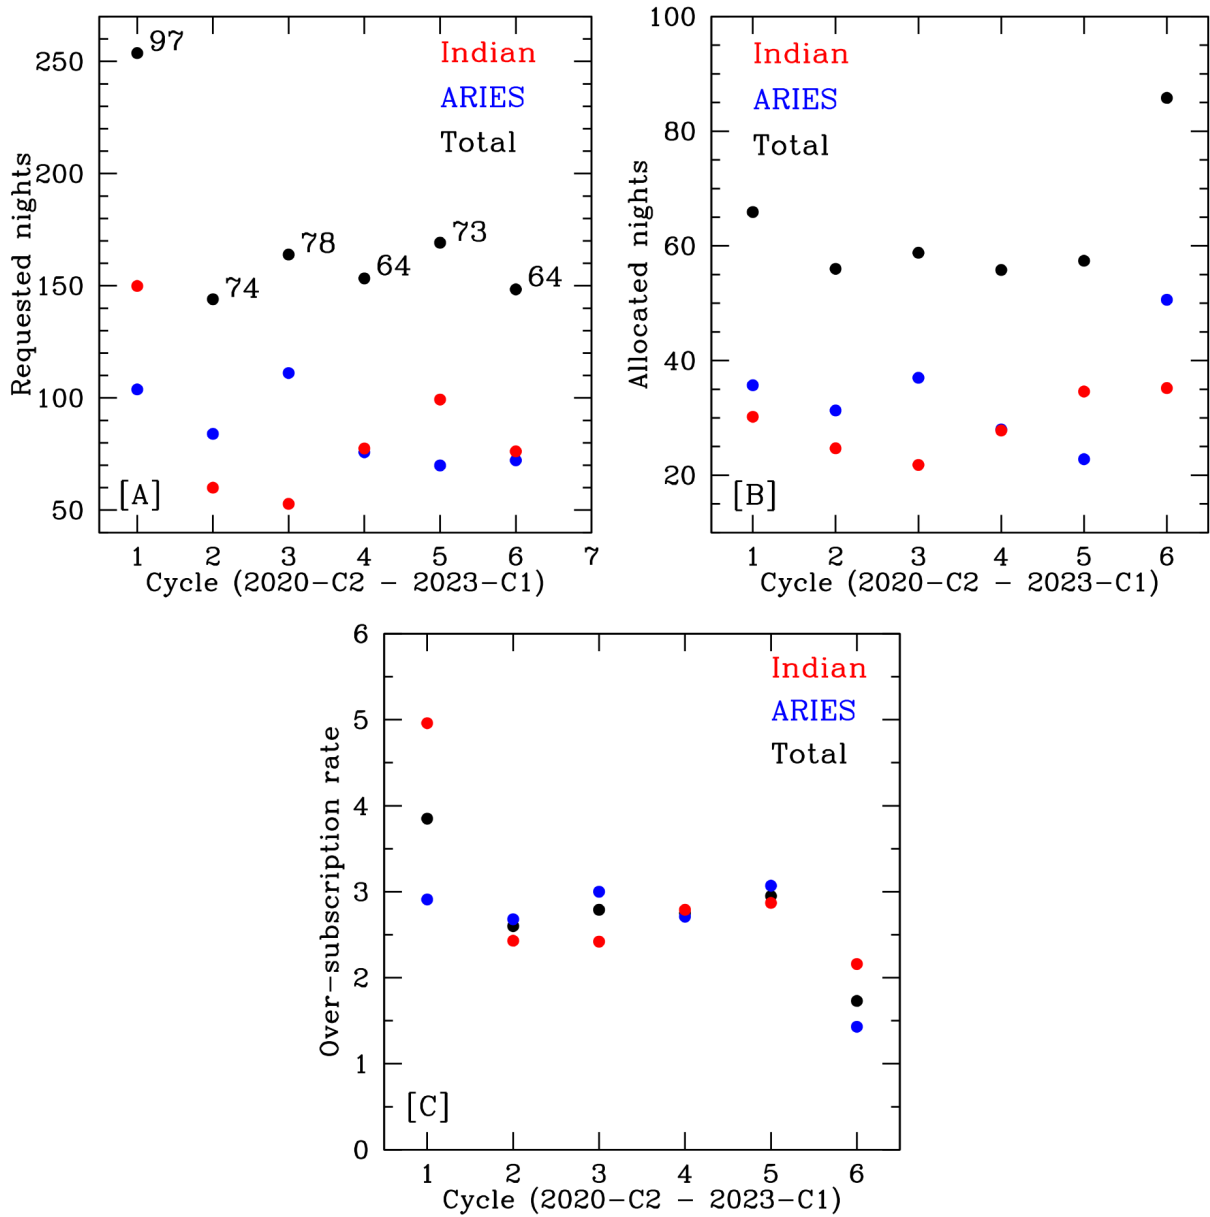 97
Indian
250
ARIES
Total
200
78
73
64
74
64
150
100
50
Requested nights
[A]
1 2 3 4 5 6 7
Cycle (2020-C2 - 2023-C1)
100
Indian
ARIES
Total
80
60
40
20
Allocated nights
[B]
1 2 3 4 5 6
Cycle (2020-C2 - 2023-C1)
6
Indian
ARIES
Total
5
4
3
2
1
0
Over-subscription rate
[C]
1 2 3 4 5 6
Cycle (2020-C2 - 2023-C1)